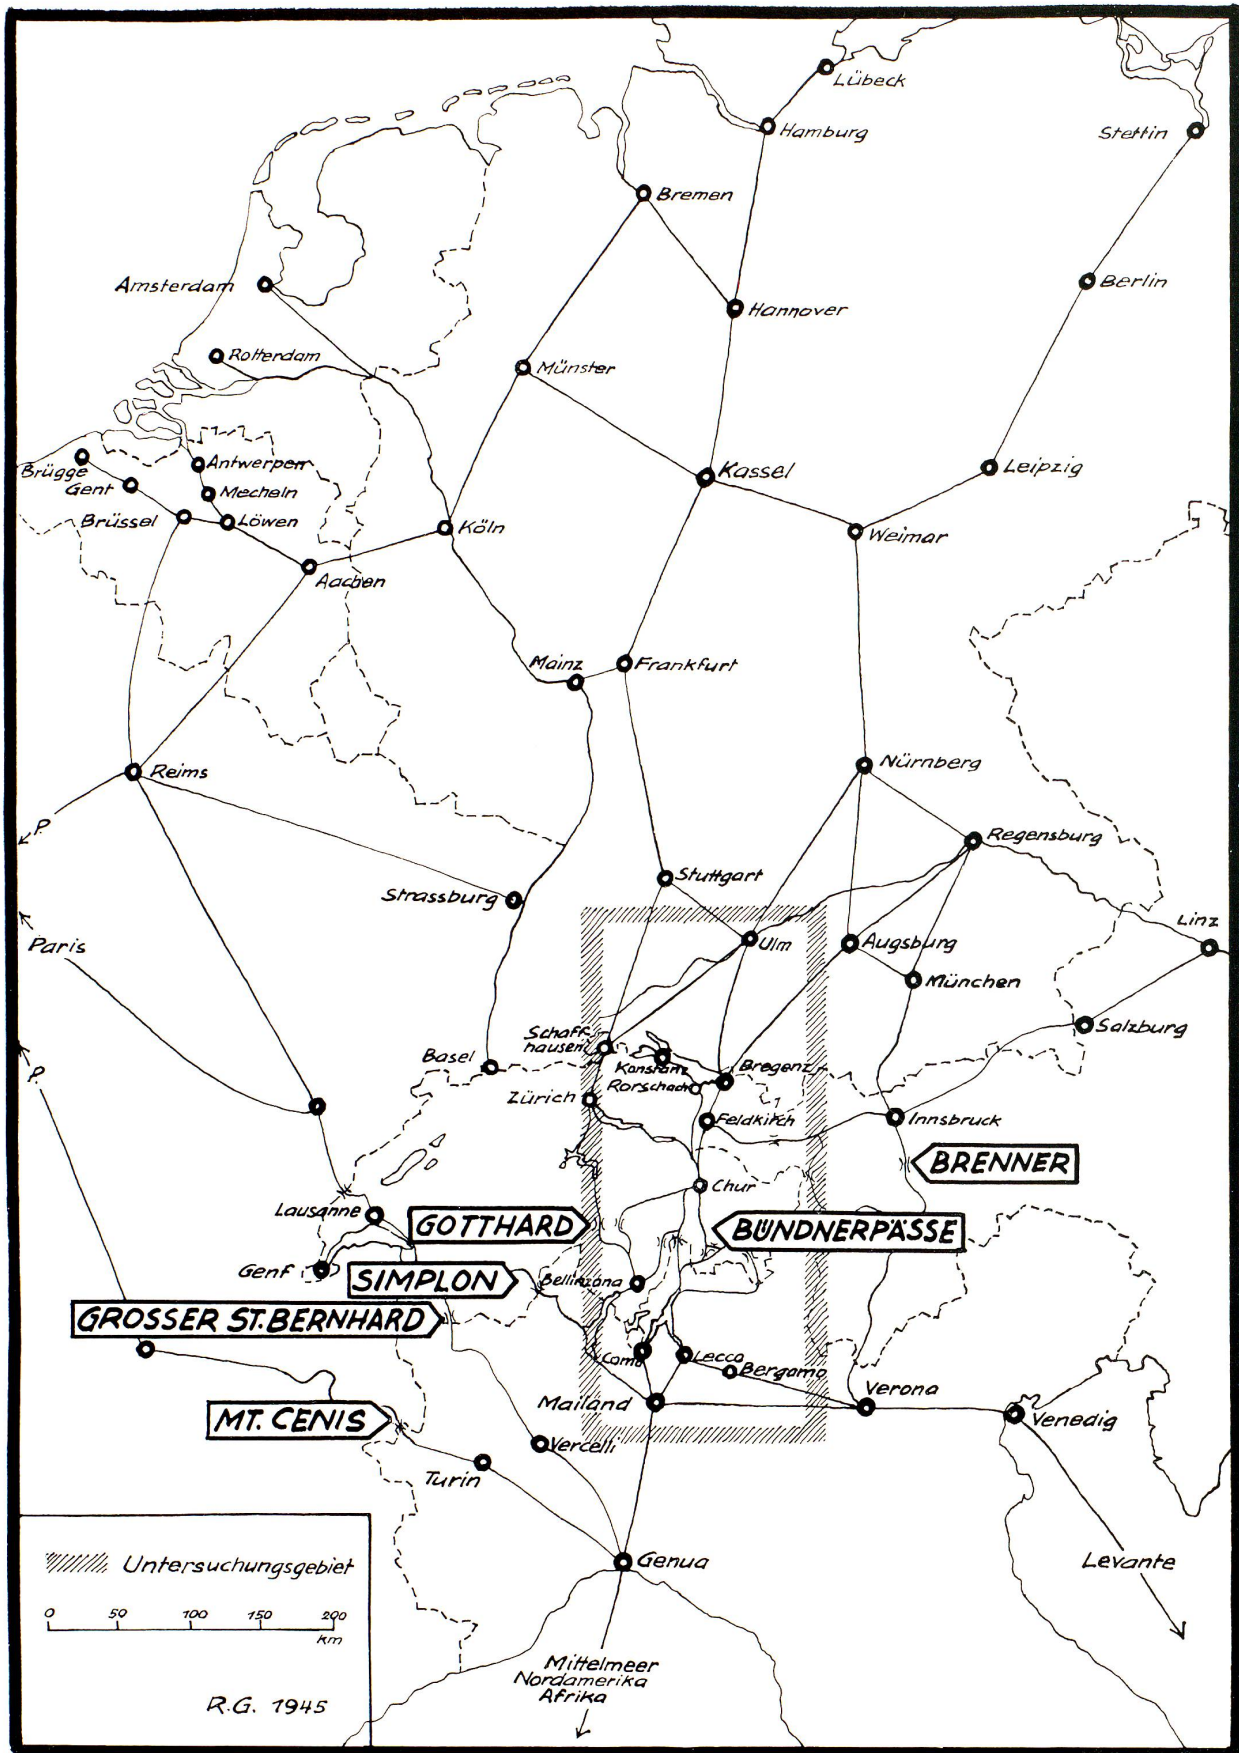 Lübeck
Hamburg
Stettin
Bremen
Amsterdam
Berlin
Hannover
Rotterdam
Münster
Antwerpen
Kassel
Leipzig
Brügge
Gent
Mecheln
Brüssel
Löwen
Köln
Weimar
Aachen
Mainz
Frankfurt
Reims
Nürnberg
P.
Regensburg
Stuttgart
Strassburg
Linz
Paris
Ulm
Augsburg
München
Salzburg
Schaff-
hausen
Basel
Konstanz
Bregenz
P.
Zürich
Rorschach
Feldkirch
Innsbruck
BRENNER
Chur
Lausanne
GOTTHARD
BÜNDNERPÄSSE
Genf
SIMPLON
Bellinzona
GROSSER ST. BERNHARD
Como
Lecco
Bergamo
Mailand
Verona
MT. CENIS
Venedig
Vercelli
Turin
Genua
Levante
Untersuchungsgebiet
0 50 100 150 200
km
Mittelmeer
Nordamerika
Afrika
R.G. 1945